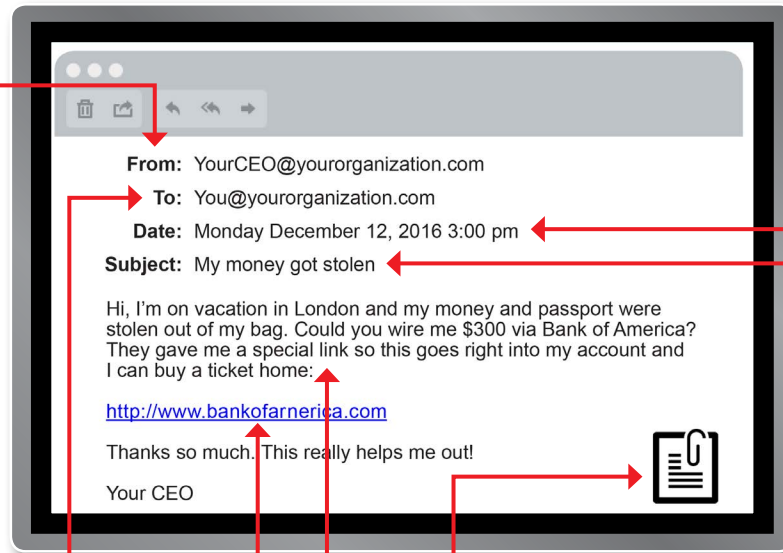 From: YourCEO@yourorganization.com
To: You@yourorganization.com
Date: Monday December 12, 2016 3:00 pm
Subject: My money got stolen
Hi, I'm on vacation in London and my money and passport were
stolen out of my bag. Could you wire me $300 via Bank of America?
They gave me a special link so this goes right into my account and
I can buy a ticket home:
http://www.bankofarnerica.com
Thanks so much. This really helps me out!
Your CEO